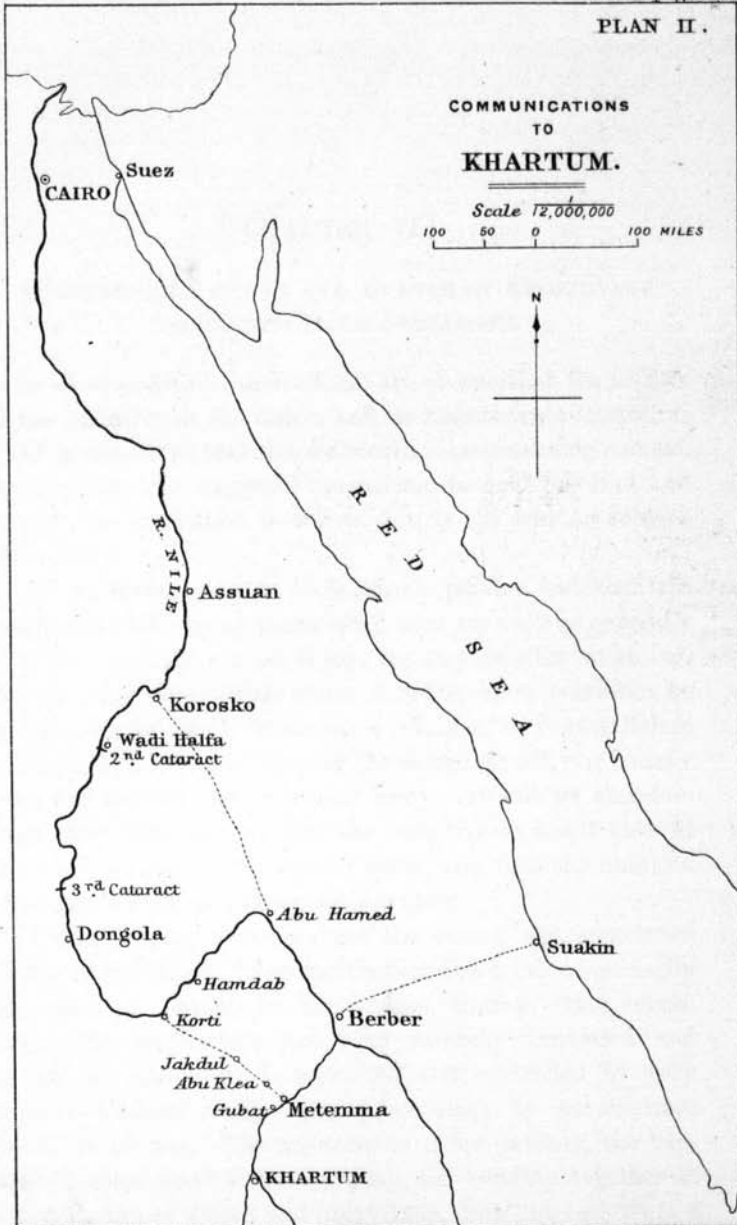 PLAN II.
COMMUNICATIONS
TO
KHARTUM.
Scale 12,000,000
100 50 0 100 MILES
N
Suez
CAIRO
R. NILE
RED SEA
Assuan
Korosko
Wadi Halfa
2nd Cataract
3rd Cataract
Abu Hamed
Dongola
Suakin
Hamdab
Korti
Berber
Jakdul
Abu Klea
Gubat
Metemma
KHARTUM